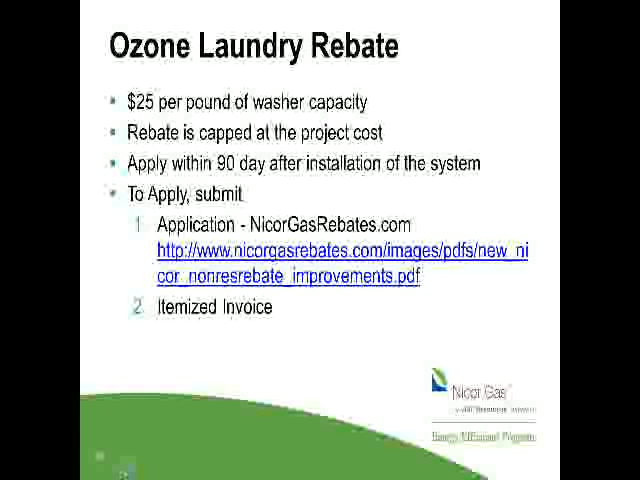 Ozone Laundry Rebate
• $25 per pound of washer capacity
• Rebate is capped at the project cost
• Apply within 90 day after installation of the system
• To Apply, submit
1. Application - NicorGasRebates.com
http://www.nicorgasrebates.com/images/pdfs/new_ni
cor_nonresrebate_improvements.pdf
2. Itemized Invoice
Nicor Gas
Energy Efficiency Program